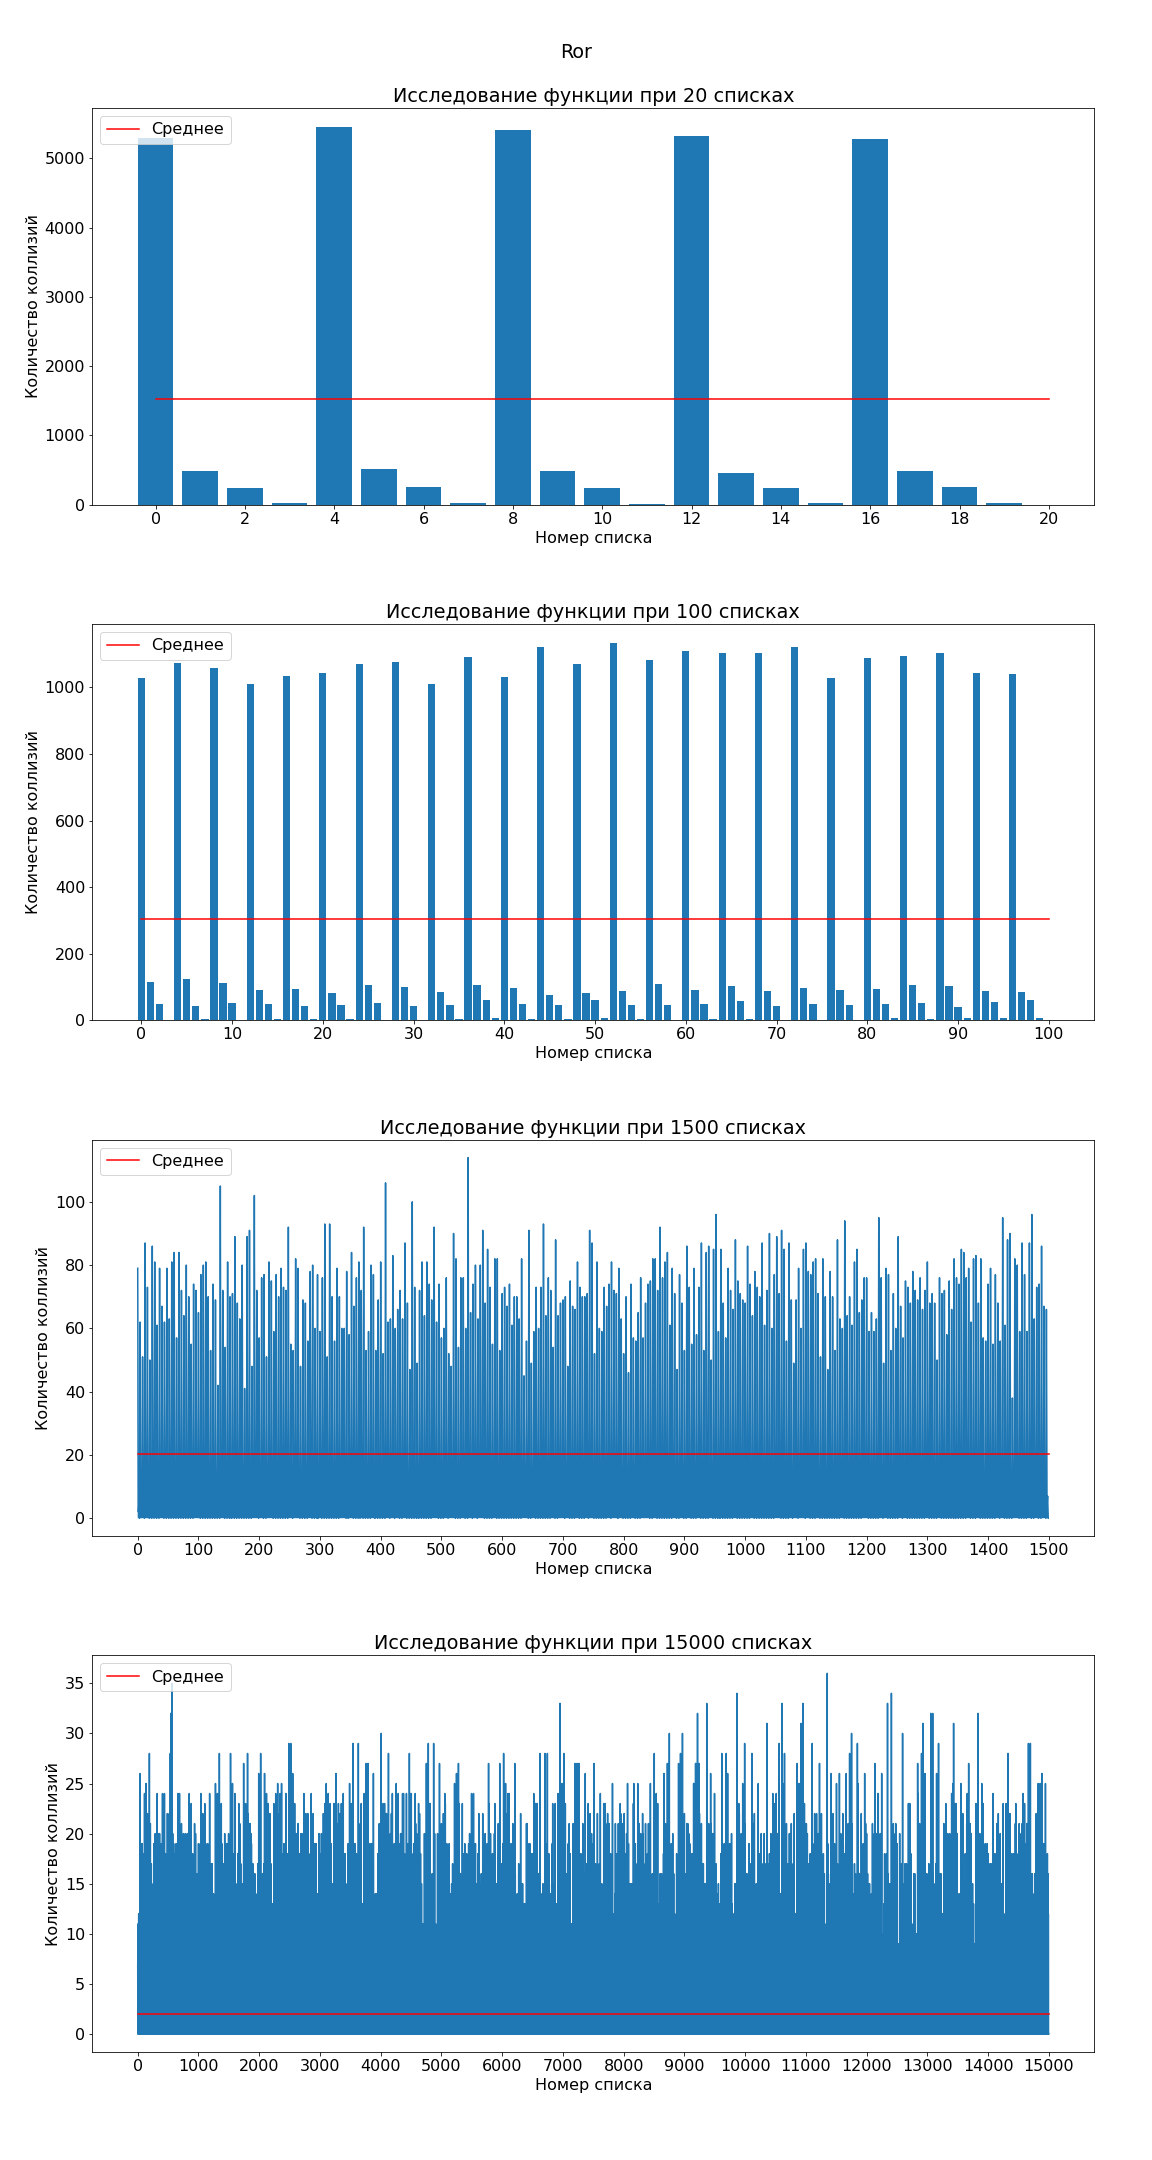 Ror
Исследование функции при 20 списках
Среднее
Количество коллизий
5000
4000
3000
2000
1000
0
0 2 4 6 8 10 12 14 16 18 20
Номер списка
Исследование функции при 100 списках
Среднее
Количество коллизий
1000
800
600
400
200
0
0 10 20 30 40 50 60 70 80 90 100
Номер списка
Исследование функции при 1500 списках
Среднее
Количество коллизий
100
80
60
40
20
0
0 100 200 300 400 500 600 700 800 900 1000 1100 1200 1300 1400 1500
Номер списка
Исследование функции при 15000 списках
Среднее
Количество коллизий
35
30
25
20
15
10
5
0
0 1000 2000 3000 4000 5000 6000 7000 8000 9000 10000 11000 12000 13000 14000 15000
Номер списка